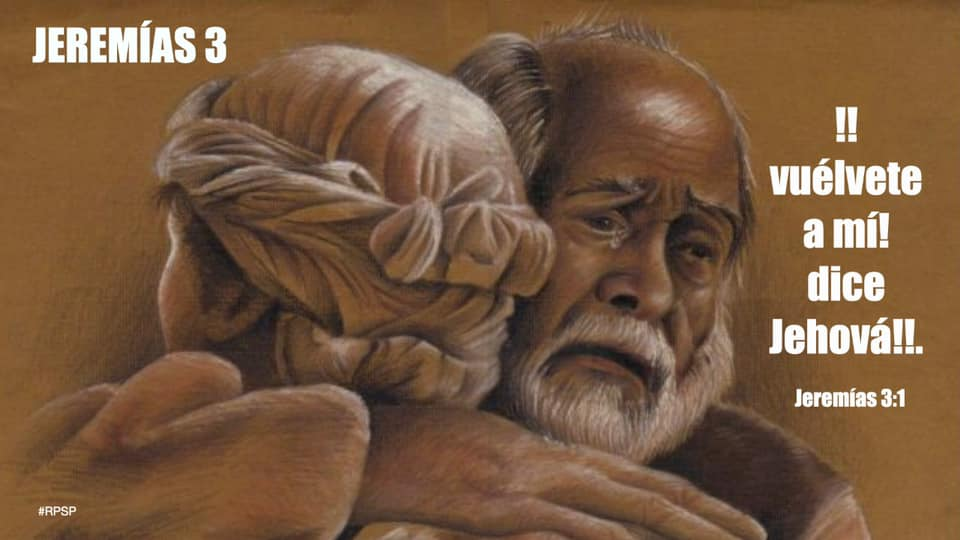 JEREMÍAS 3
!!
vuélvete
a mí!
dice
Jehová!!.
Jeremías 3:1
#RPSP